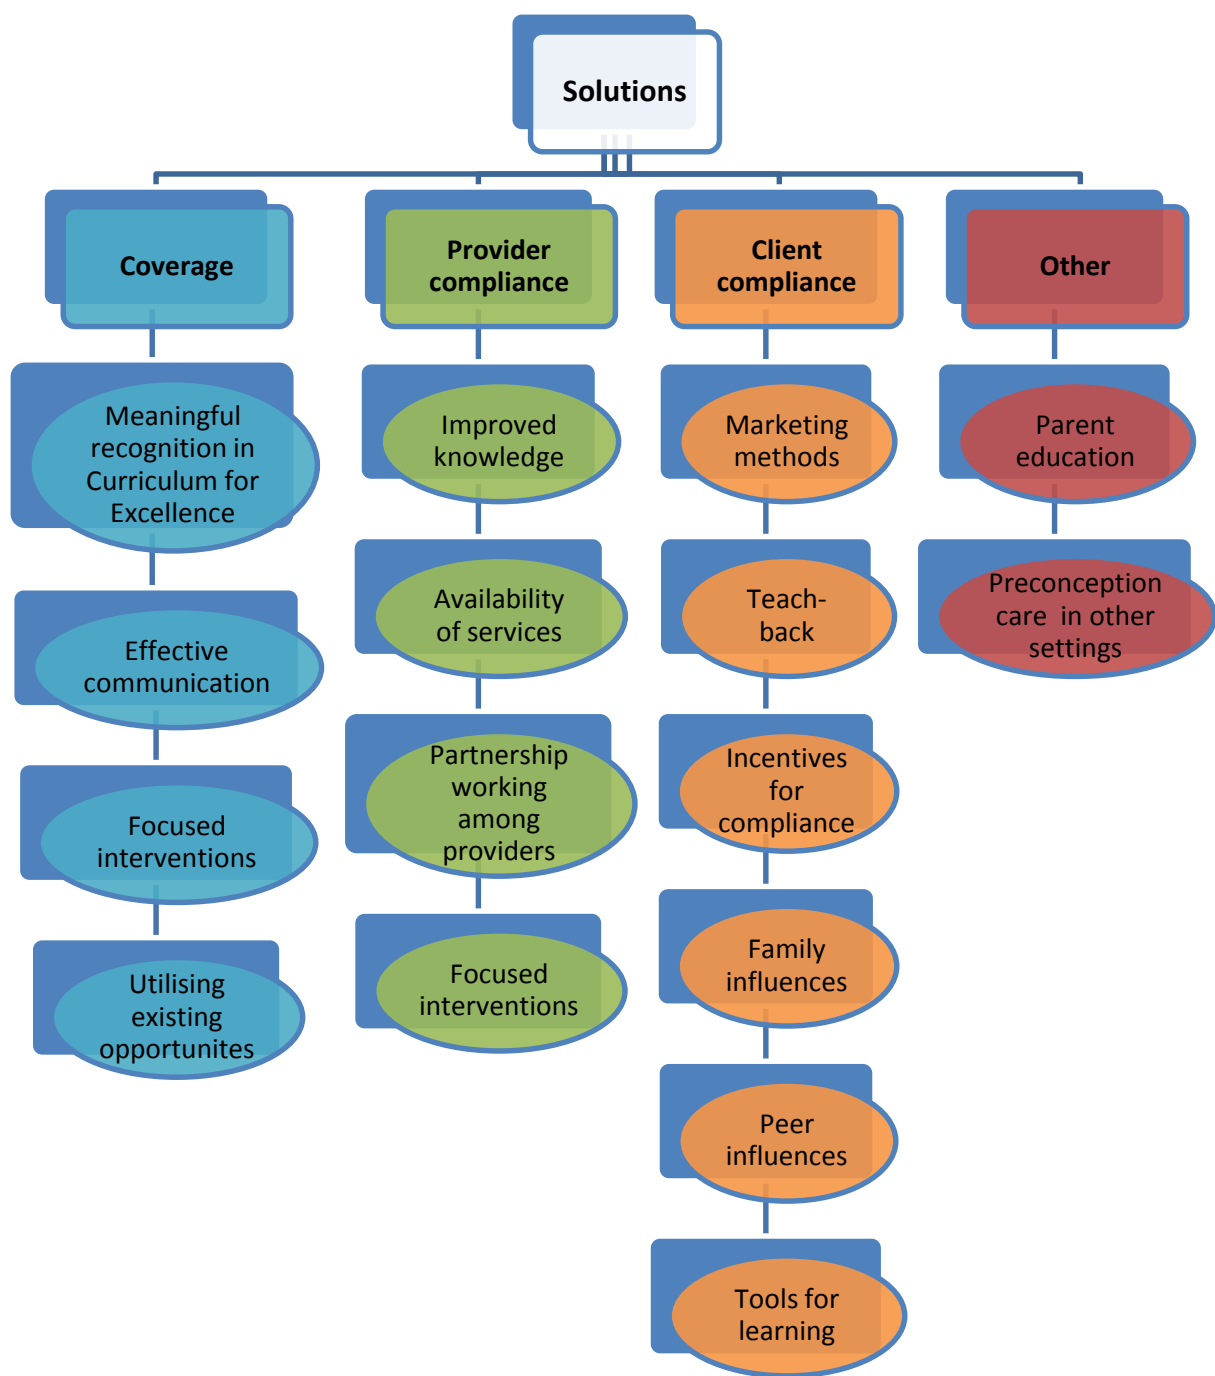 Solutions
Coverage
Provider
compliance
Client
compliance
Other
Meaningful
recognition in
Curriculum for
Excellence
Effective
communication
Focused
interventions
Utilising
existing
opportunites
Improved
knowledge
Availability
of services
Partnership
working
among
providers
Focused
interventions
Marketing
methods
Teach-
back
Incentives
for
compliance
Family
influences
Peer
influences
Tools for
learning
Parent
education
Preconception
care in other
settings